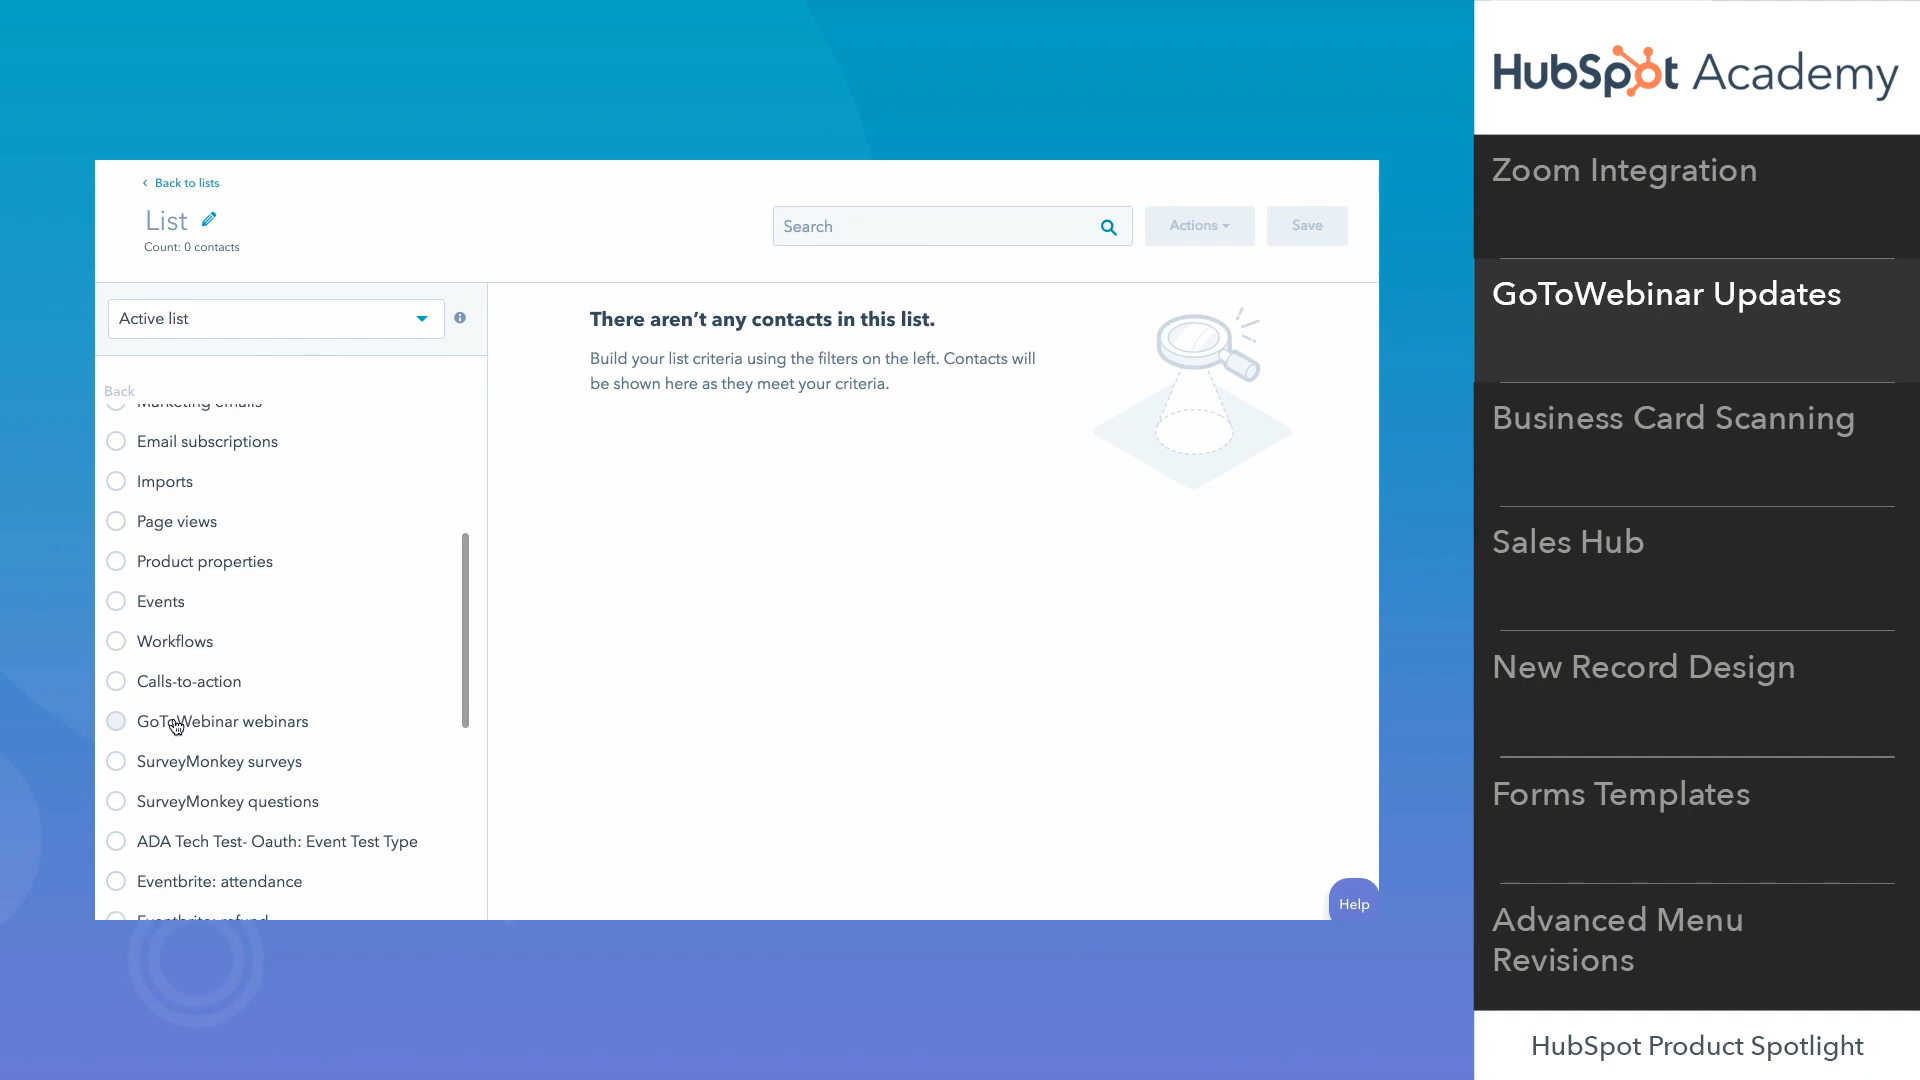 Back to lists
List
Count: 0 contacts
Search
Actions
Save
Active list
There aren't any contacts in this list.
Build your list criteria using the filters on the left. Contacts will
be shown here as they meet your criteria.
Back
Marketing emails
Email subscriptions
Imports
Page views
Product properties
Events
Workflows
Calls-to-action
GoToWebinar webinars
SurveyMonkey surveys
SurveyMonkey questions
ADA Tech Test- Oauth: Event Test Type
Eventbrite: attendance
Eventbrite: refund
Help
HubSpot Academy
Zoom Integration
GoToWebinar Updates
Business Card Scanning
Sales Hub
New Record Design
Forms Templates
Advanced Menu
Revisions
HubSpot Product Spotlight